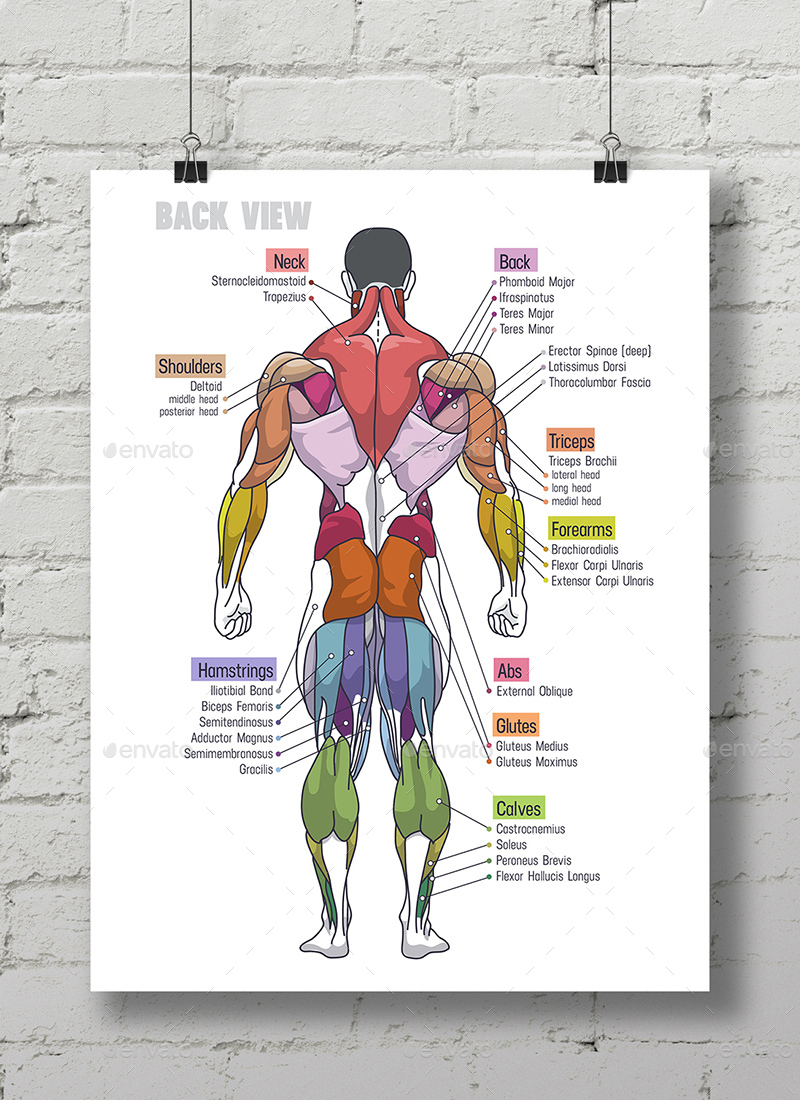 BACK VIEW
Neck
Sternocleidomastoid
Trapezius
Shoulders
Deltoid
middle head
posterior head
Back
Phomboid Major
Ifraspinatus
Teres Major
Teres Minor
Erector Spinae (deep)
Latissimus Dorsi
Thoracolumbar Fascia
Triceps
Triceps Brachii
lateral head
long head
medial head
Forearms
Brachioradialis
Flexor Carpi Ulnaris
Extensor Carpi Ulnaris
Hamstrings
Iliotibial Band
Biceps Femoris
Semitendinosus
Adductor Magnus
Semimembranosus
Gracilis
Abs
External Oblique
Glutes
Gluteus Medius
Gluteus Maximus
Calves
Castrocnemius
Soleus
Peroneus Brevis
Flexor Hallucis Longus
envato
envato
envato
envato